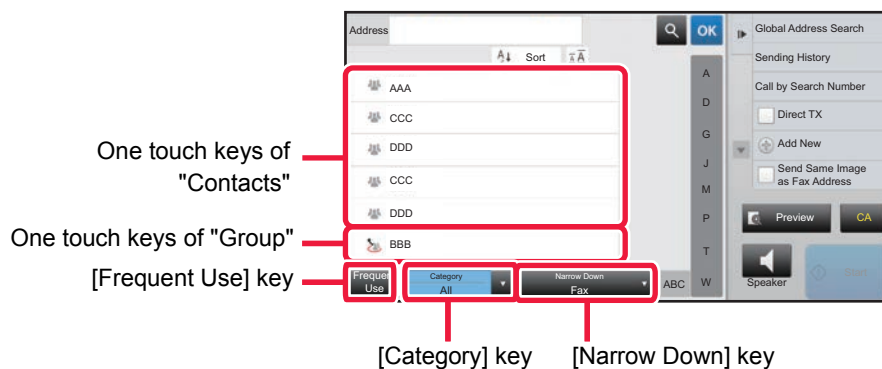 Address
OK
Sort
AAA
CCC
DDD
CCC
DDD
BBB
Frequen
Use
Category
All
Narrow Down
Fax
ABC
A
D
G
J
M
P
T
W
Global Address Search
Sending History
Call by Search Number
Direct TX
Add New
Send Same Image
as Fax Address
Preview
CA
Speaker
Start
One touch keys of
"Contacts"
One touch keys of "Group"
[Frequent Use] key
[Category] key
[Narrow Down] key